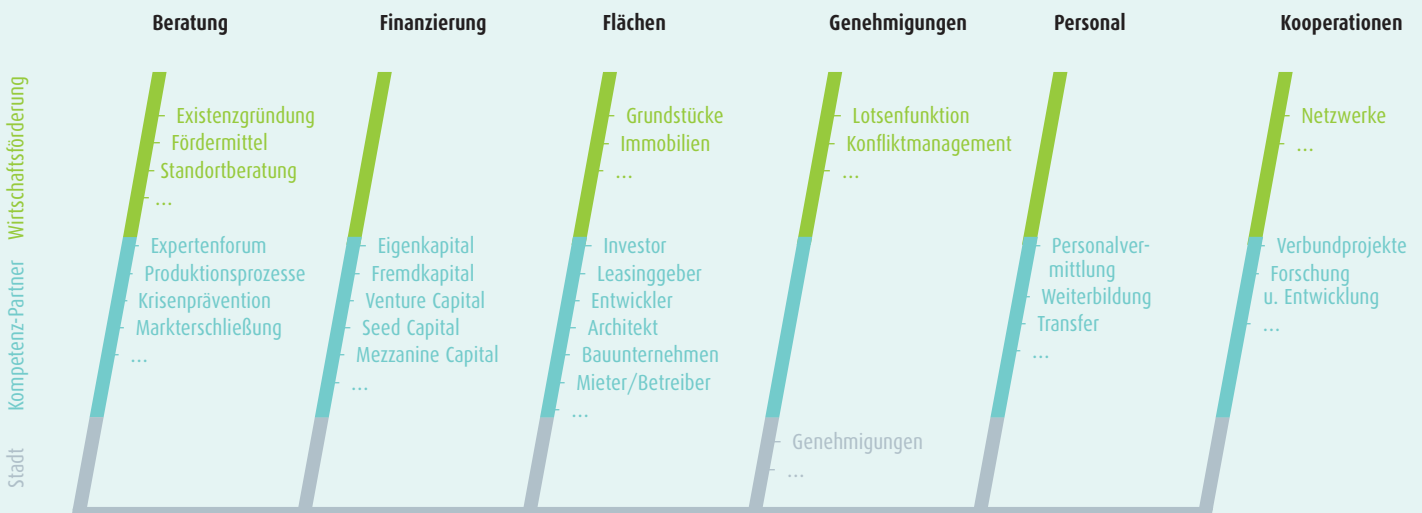 Beratung
Finanzierung
Flächen
Genehmigungen
Personal
Kooperationen
Wirtschaftsförderung
Existenzgründung
Fördermittel
Standortberatung
...
Grundstücke
Immobilien
...
Lotsenfunktion
Konfliktmanagement
...
Netzwerke
...
Kompetenz-Partner
Expertenforum
Produktionsprozesse
Krisenprävention
Markterschließung
...
Eigenkapital
Fremdkapital
Venture Capital
Seed Capital
Mezzanine Capital
...
Investor
Leasinggeber
Entwickler
Architekt
Bauunternehmen
Mieter/Betreiber
...
Personalver-
mittlung
Weiterbildung
Transfer
...
Verbundprojekte
Forschung
u. Entwicklung
...
Stadt
Genehmigungen
...